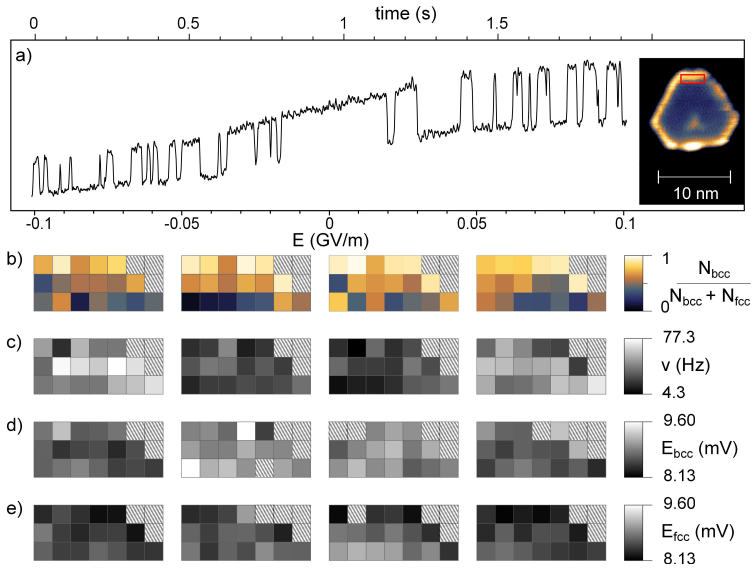 time (s)
0 0.5 1 1.5
a)
10 nm
-0.1 -0.05 0 0.05 0.1
E (GV/m)
b)
1
0
N_bcc
N_bcc + N_fcc
c)
77.3
ν (Hz)
4.3
d)
9.60
E_bcc (mV)
8.13
e)
9.60
E_fcc (mV)
8.13